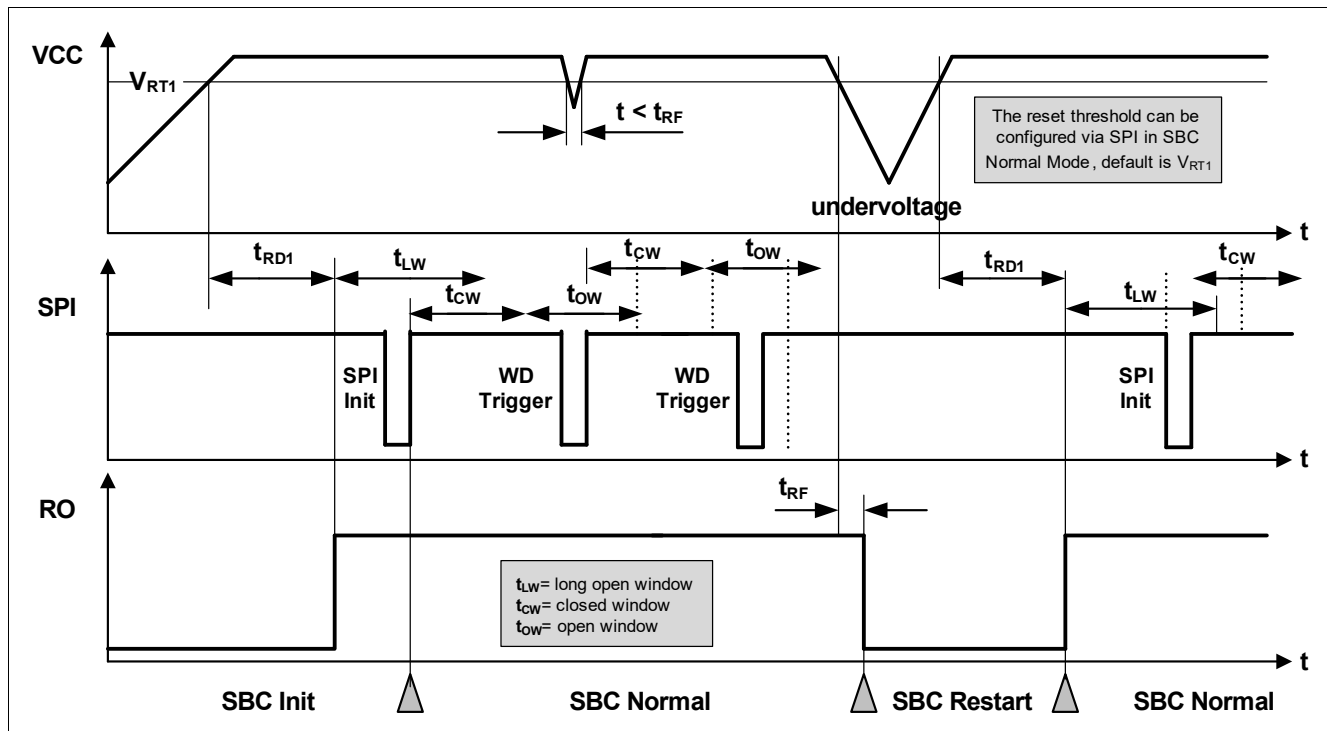 VCC
VRT1
t < tRF
The reset threshold can be
configured via SPI in SBC
Normal Mode, default is VRT1
undervoltage
t
tRD1
tLW
tCW
tOW
tCW
tOW
tRD1
tLW
tCW
SPI
SPI
Init
WD
Trigger
WD
Trigger
SPI
Init
t
RO
tRF
tLW= long open window
tCW= closed window
tOW= open window
t
SBC Init
SBC Normal
SBC Restart
SBC Normal